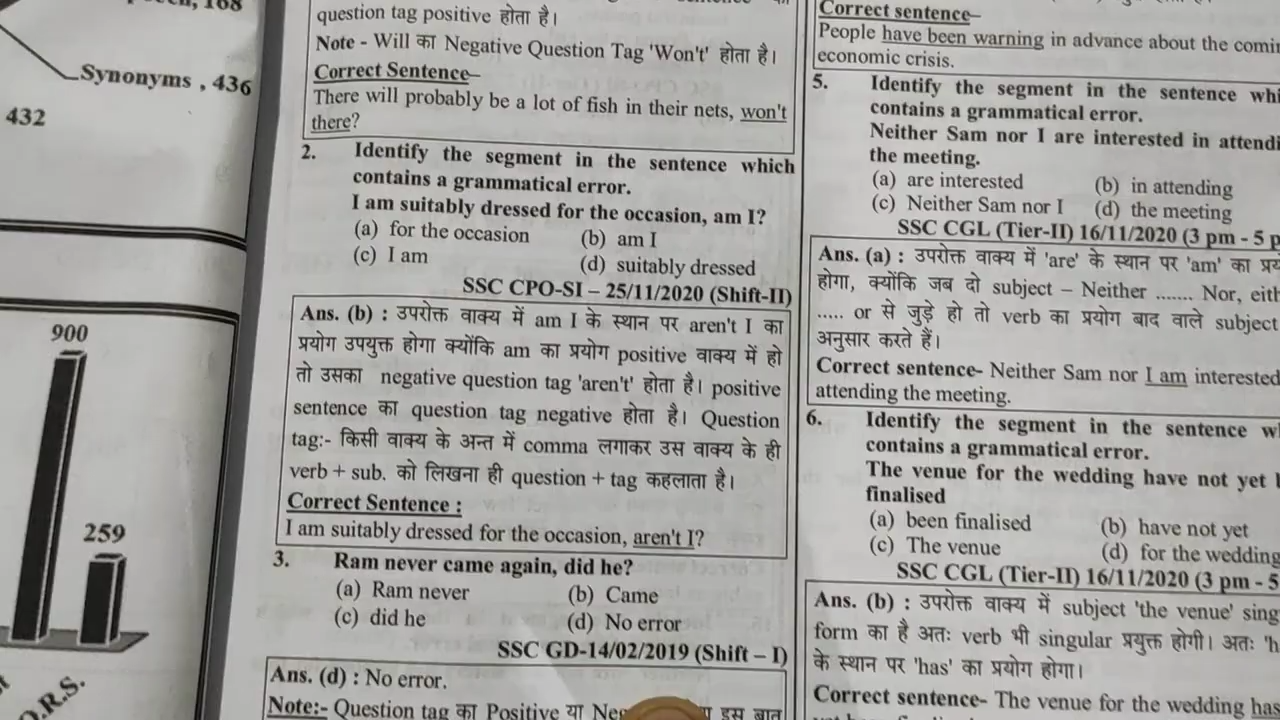 168
Synonyms , 436
432
900
259
O.R.S.
question tag positive होता है।
Note - Will का Negative Question Tag 'Won't' होता है।
Correct Sentence–
There will probably be a lot of fish in their nets, won't
there?
2. Identify the segment in the sentence which
contains a grammatical error.
I am suitably dressed for the occasion, am I?
(a) for the occasion (b) am I
(c) I am (d) suitably dressed
SSC CPO-SI – 25/11/2020 (Shift-II)
Ans. (b) : उपरोक्त वाक्य में am I के स्थान पर aren't I का
प्रयोग उपयुक्त होगा क्योंकि am का प्रयोग positive वाक्य में हो
तो उसका negative question tag 'aren't' होता है। positive
sentence का question tag negative होता है। Question
tag:- किसी वाक्य के अन्त में comma लगाकर उस वाक्य के ही
verb + sub. को लिखना ही question + tag कहलाता है।
Correct Sentence :
I am suitably dressed for the occasion, aren't I?
3. Ram never came again, did he?
(a) Ram never (b) Came
(c) did he (d) No error
SSC GD-14/02/2019 (Shift – I)
Ans. (d) : No error.
Note:- Question tag का Positive या इस बात
Correct sentence–
People have been warning in advance about the
economic crisis.
5. Identify the segment in the sentence
contains a grammatical error.
Neither Sam nor I are interested in
the meeting.
(a) are interested (b) in attending
(c) Neither Sam nor I (d) the meeting
SSC CGL (Tier-II) 16/11/2020 (3 pm - 5
Ans. (a) : उपरोक्त वाक्य में 'are' के स्थान पर 'am' का
होगा, क्योंकि जब दो subject – Neither ....... Nor,
..... or से जुड़े हो तो verb का प्रयोग बाद वाले subject
अनुसार करते हैं।
Correct sentence- Neither Sam nor I am interested
attending the meeting.
6. Identify the segment in the sentence
contains a grammatical error.
The venue for the wedding have not yet
finalised
(a) been finalised (b) have not yet
(c) The venue (d) for the wedding
SSC CGL (Tier-II) 16/11/2020 (3 pm - 5
Ans. (b) : उपरोक्त वाक्य में subject 'the venue'
form का है अतः verb भी singular प्रयुक्त होगी। अतः
के स्थान पर 'has' का प्रयोग होगा।
Correct sentence- The venue for the wedding has